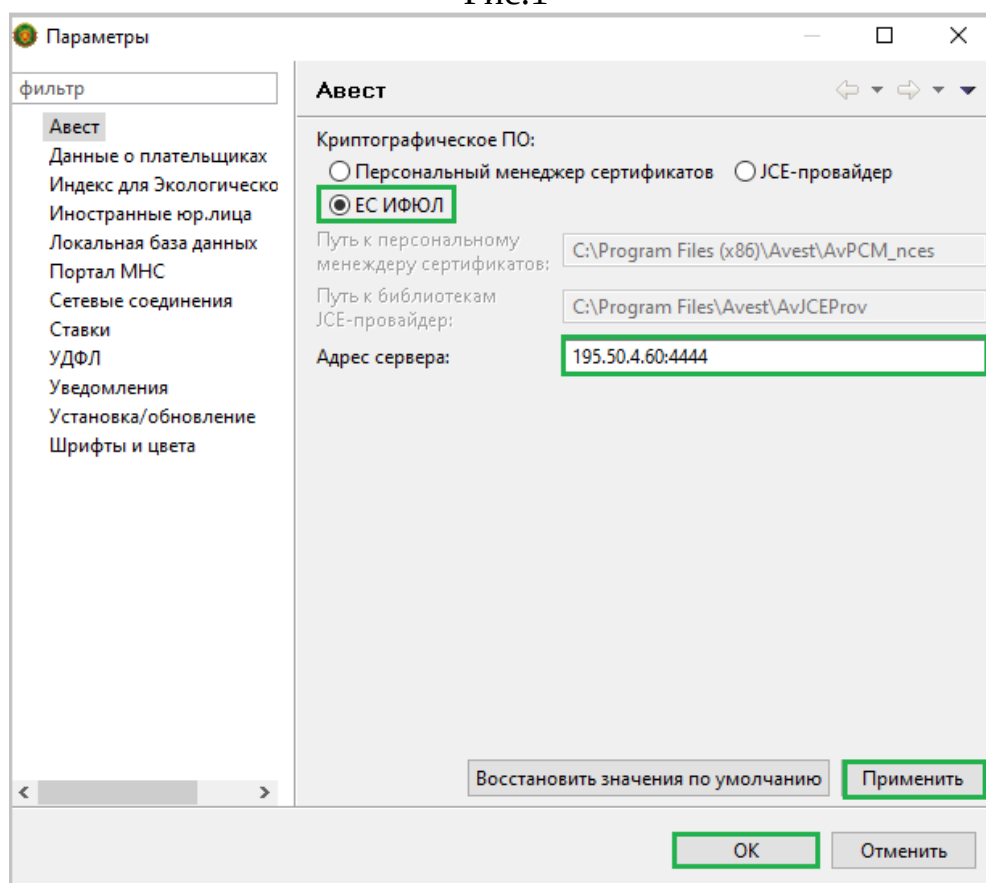 Рис.1
Параметры
фильтр
Авест
Данные о плательщиках
Индекс для Экологическо
Иностранные юр.лица
Локальная база данных
Портал МНС
Сетевые соединения
Ставки
УДФЛ
Уведомления
Установка/обновление
Шрифты и цвета
Авест
Криптографическое ПО:
Персональный менеджер сертификатов JCE-провайдер
ЕС ИФЮЛ
Путь к персональному
менеждеру сертификатов:
C:\Program Files (x86)\Avest\AvPCM_nces
Путь к библиотекам
JCE-провайдер:
C:\Program Files\Avest\AvJCEProv
Адрес сервера: 195.50.4.60:4444
Восстановить значения по умолчанию Применить
OK Отменить